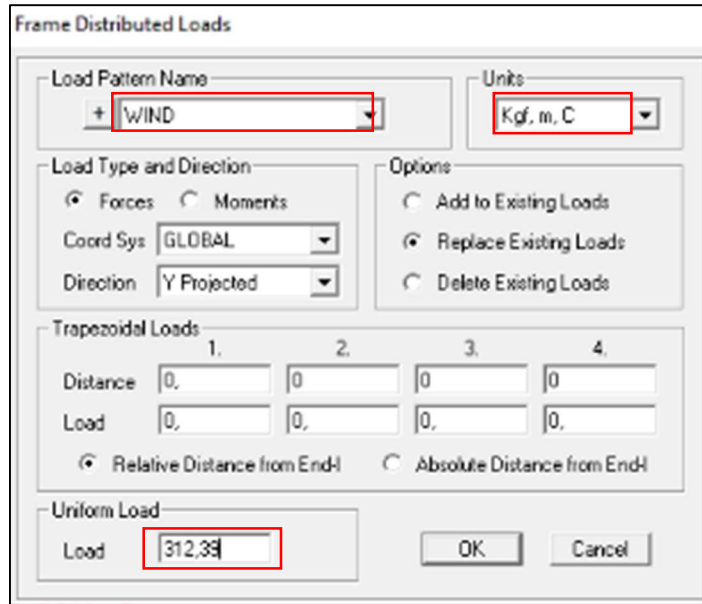 Frame Distributed Loads
Load Pattern Name
+ WIND
Units
Kgf, m, C
Load Type and Direction
Forces Moments
Coord Sys GLOBAL
Direction Y Projected
Options
Add to Existing Loads
Replace Existing Loads
Delete Existing Loads
Trapezoidal Loads
1. 2. 3. 4.
Distance 0, 0 0 0
Load 0, 0, 0, 0,
Relative Distance from End-I Absolute Distance from End-I
Uniform Load
Load 312,39
OK Cancel